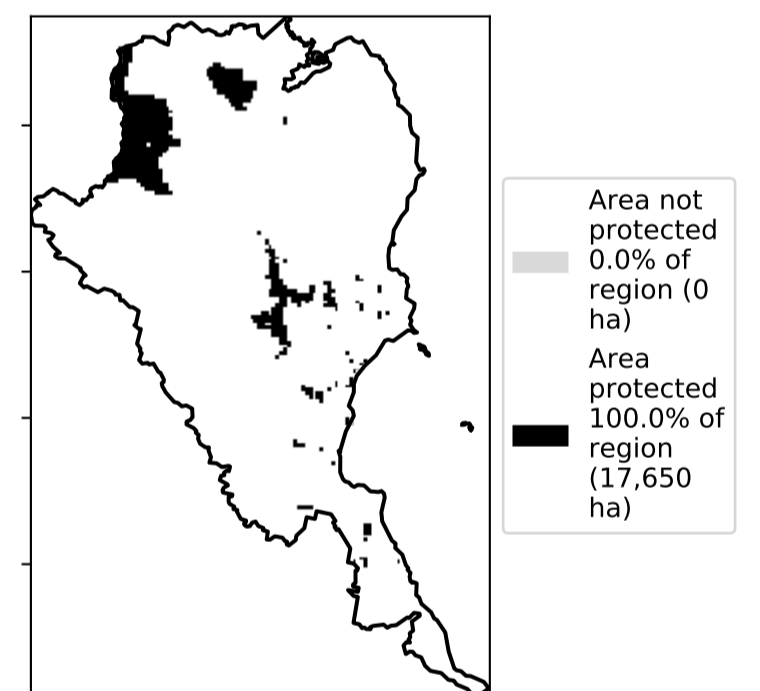 Area not
protected
0.0% of
region (0
ha)
Area
protected
100.0% of
region
(17,650
ha)